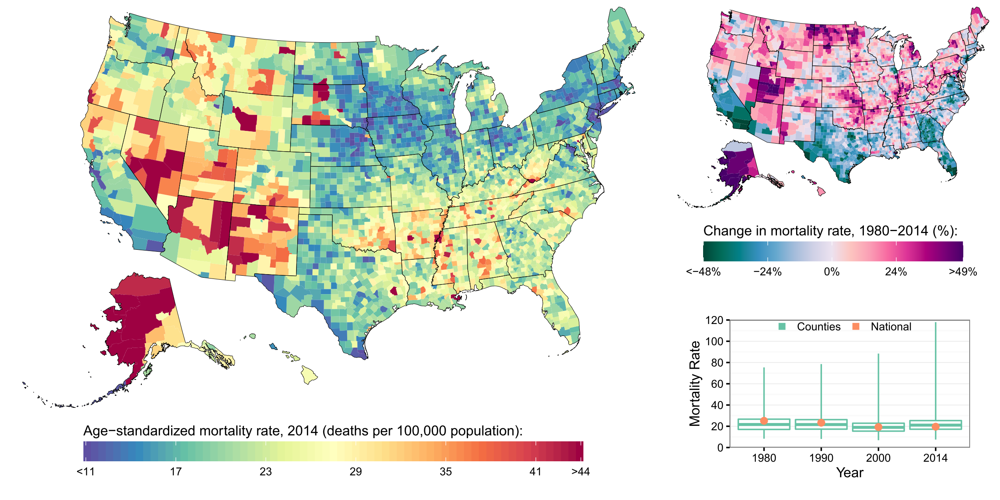 Age−standardized mortality rate, 2014 (deaths per 100,000 population):
<11 17 23 29 35 41 >44
Change in mortality rate, 1980−2014 (%):
<−48% −24% 0% 24% >49%
Counties National
Mortality Rate
120
100
80
60
40
20
0
1980 1990 2000 2014
Year